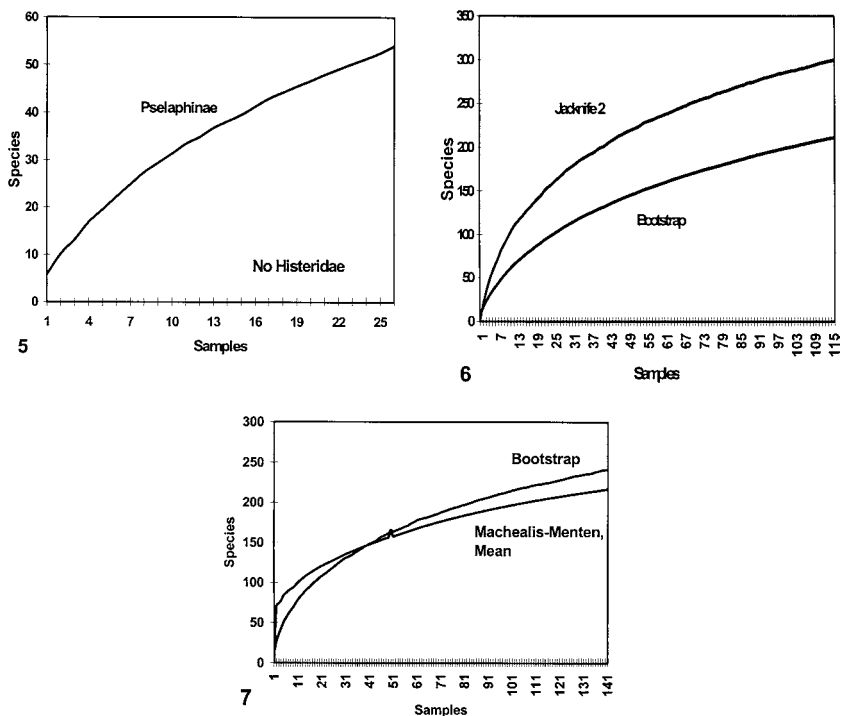 60
50
40
30
20
10
0
Species
Pselaphinae
No Histeridae
1 4 7 10 13 16 19 22 25
Samples
5
350
300
250
200
150
100
50
0
Species
Jacknife 2
Bootstrap
1 7 13 19 25 31 37 43 49 55 61 67 73 79 85 91 97 103 109 115
Samples
6
300
250
200
150
100
50
0
Species
Bootstrap
Machealis-Menten,
Mean
1 11 21 31 41 51 61 71 81 91 101 111 121 131 141
Samples
7